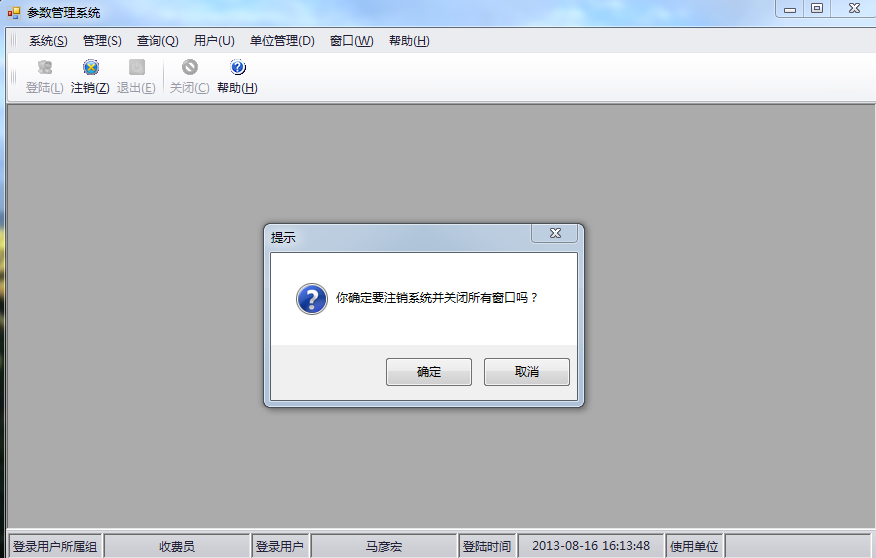 参数管理系统
系统(S) 管理(S) 查询(Q) 用户(U) 单位管理(D) 窗口(W) 帮助(H)
登陆(L) 注销(Z) 退出(E) 关闭(C) 帮助(H)
提示
你确定要注销系统并关闭所有窗口吗？
确定 取消
登录用户所属组 收费员 登录用户 马彦宏 登陆时间 2013-08-16 16:13:48 使用单位